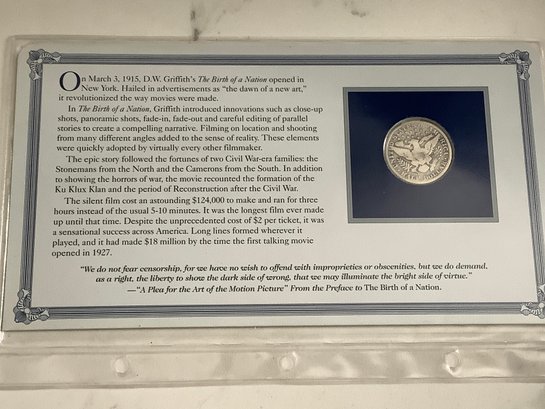 On March 3, 1915, D.W. Griffith's The Birth of a Nation opened in
New York. Hailed in advertisements as "the dawn of a new art,"
it revolutionized the way movies were made.
In The Birth of a Nation, Griffith introduced innovations such as close-up
shots, panoramic shots, fade-in, fade-out and careful editing of parallel
stories to create a compelling narrative. Filming on location and shooting
from many different angles added to the sense of reality. These elements
were quickly adopted by virtually every other filmmaker.
The epic story followed the fortunes of two Civil War-era families: the
Stonemans from the North and the Camerons from the South. In addition
to showing the horrors of war, the movie recounted the formation of the
Ku Klux Klan and the period of Reconstruction after the Civil War.
The silent film cost an astounding $124,000 to make and ran for three
hours instead of the usual 5-10 minutes. It was the longest film ever made
up until that time. Despite the unprecedented cost of $2 per ticket, it was
a sensational success across America. Long lines formed wherever it
played, and it had made $18 million by the time the first talking movie
opened in 1927.
"We do not fear censorship, for we have no wish to offend with improprieties or obscenities, but we do demand,
as a right, the liberty to show the dark side of wrong, that we may illuminate the bright side of virtue."
—"A Plea for the Art of the Motion Picture" From the Preface to The Birth of a Nation.